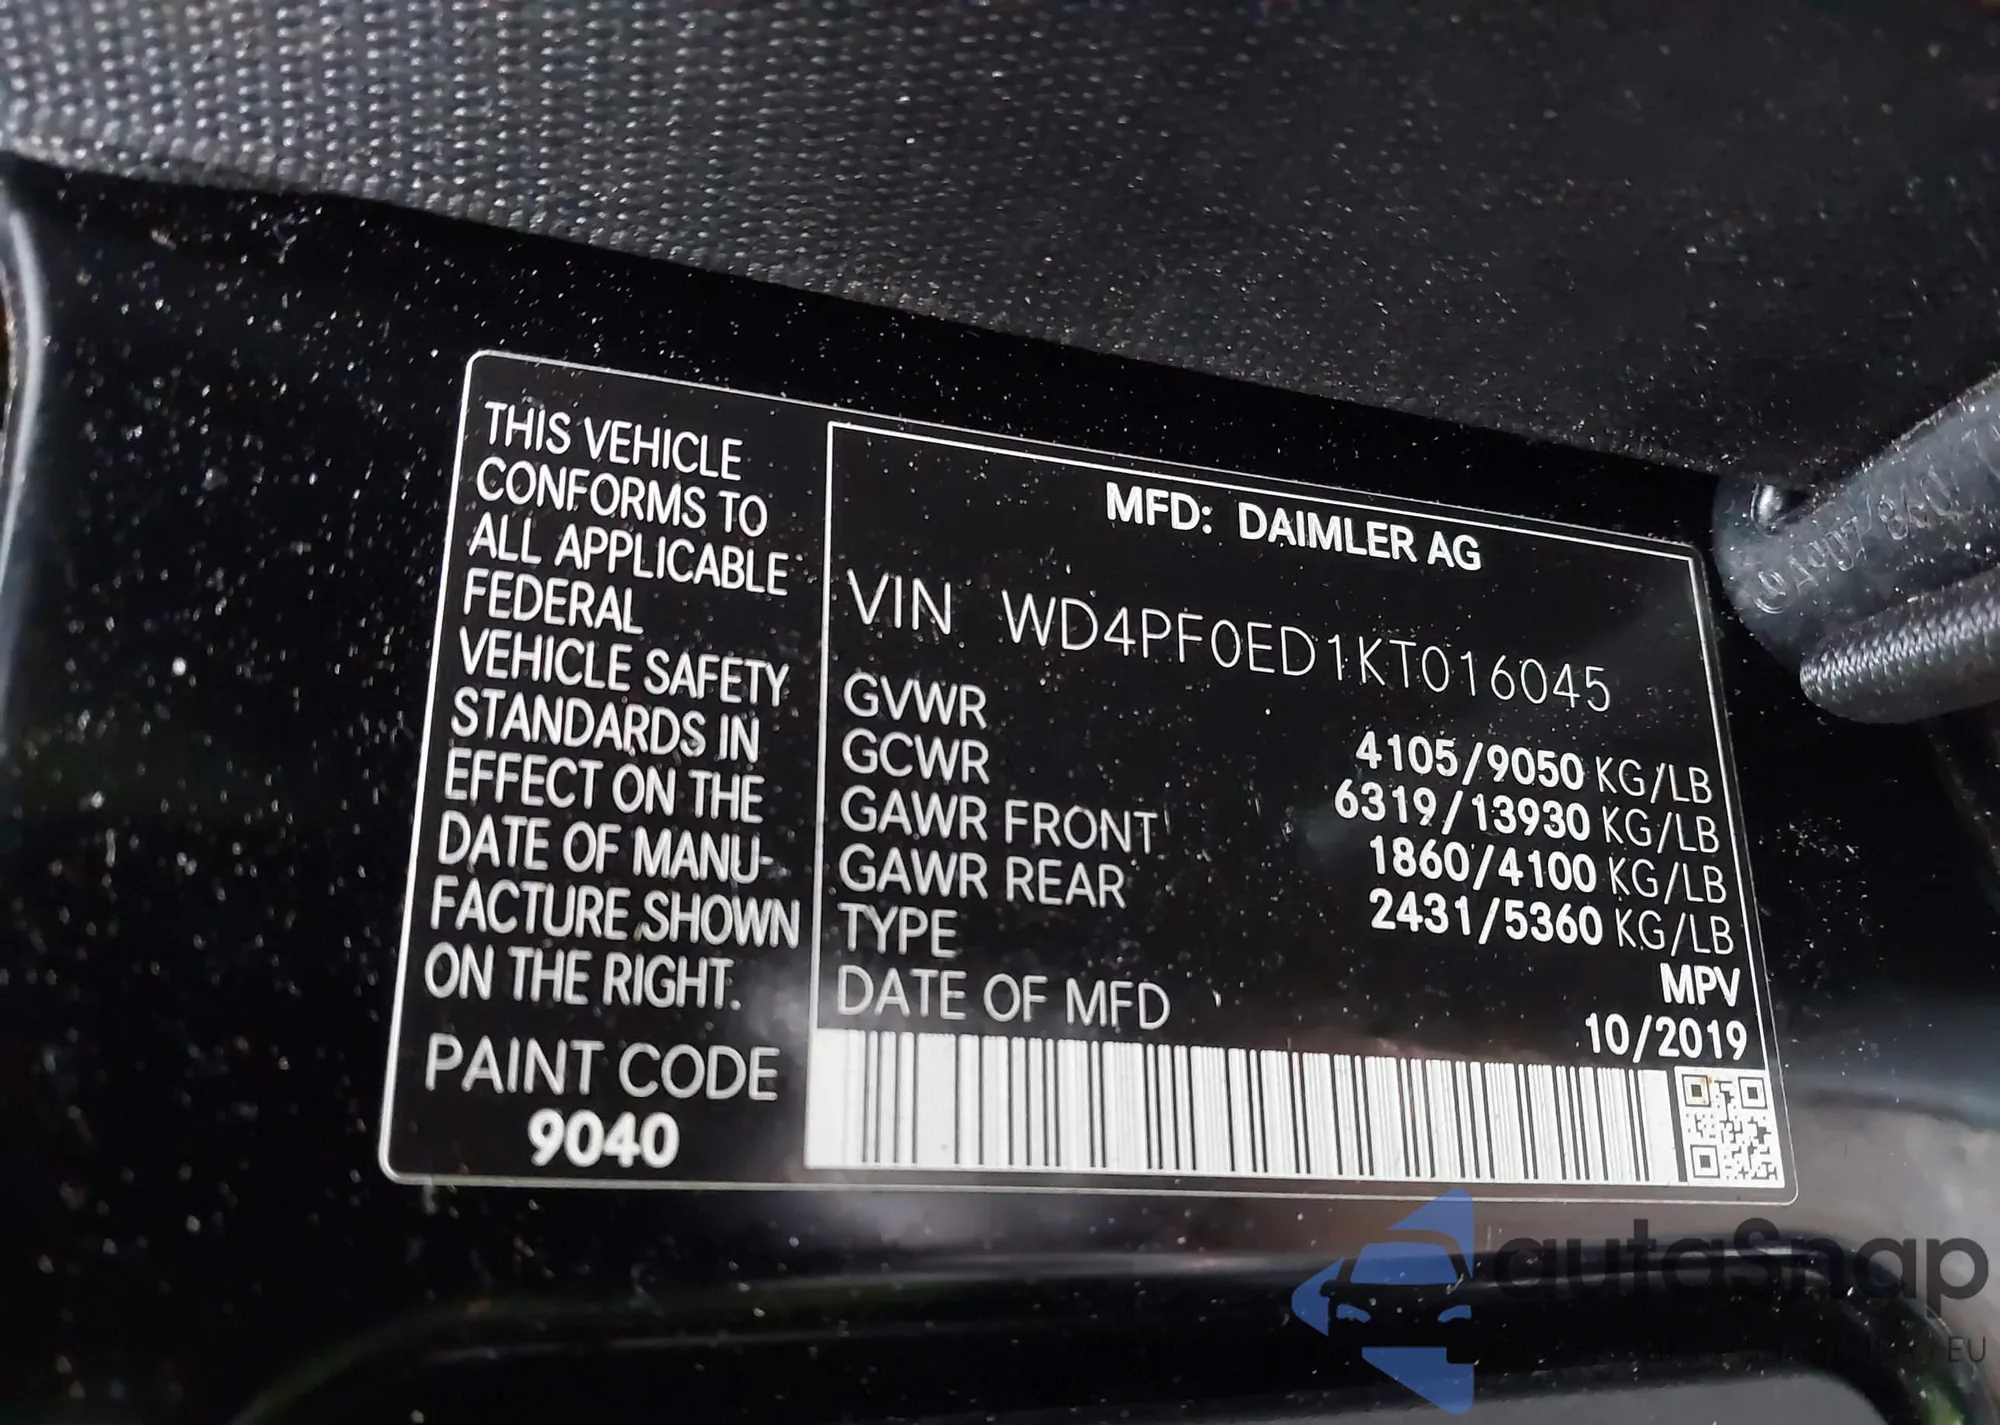 THIS VEHICLE
CONFORMS TO
ALL APPLICABLE
FEDERAL
VEHICLE SAFETY
STANDARDS IN
EFFECT ON THE
DATE OF MANU-
FACTURE SHOWN
ON THE RIGHT.
PAINT CODE
9040
MFD: DAIMLER AG
VIN WD4PF0ED1KT016045
GVWR 4105/9050 KG/LB
GCWR 6319/13930 KG/LB
GAWR FRONT 1860/4100 KG/LB
GAWR REAR 2431/5360 KG/LB
TYPE MPV
DATE OF MFD 10/2019
autoSnap
EU